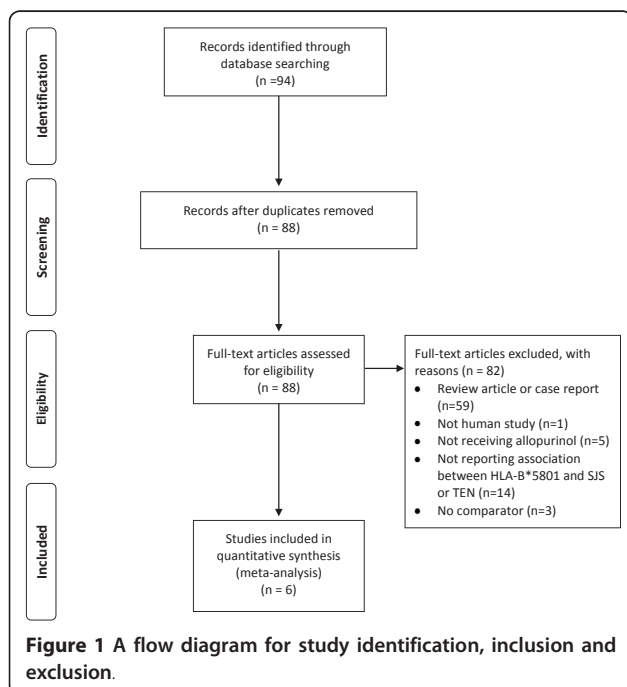 Identification
Records identified through
database searching
(n =94)
Screening
Records after duplicates removed
(n = 88)
Eligibility
Full-text articles assessed
for eligibility
(n = 88)
Full-text articles excluded, with
reasons (n = 82)
• Review article or case report
(n=59)
• Not human study (n=1)
• Not receiving allopurinol (n=5)
• Not reporting association
between HLA-B*5801 and SJS
or TEN (n=14)
• No comparator (n=3)
Included
Studies included in
quantitative synthesis
(meta-analysis)
(n = 6)
Figure 1 A flow diagram for study identification, inclusion and
exclusion.